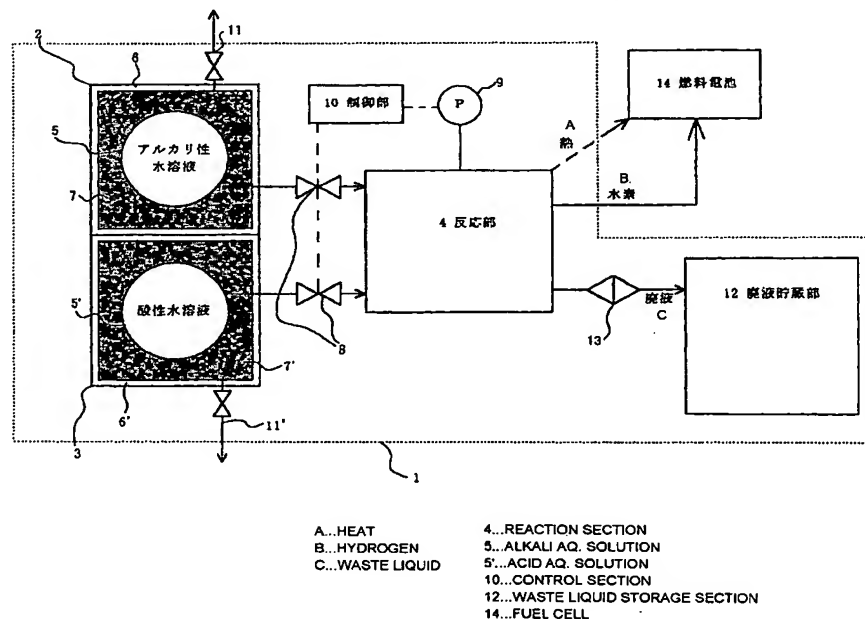 11
2
6
9
10 制御部
P
14 燃料電池
A
熱
5
アルカリ性
水溶液
7
B.
水素
4 反応部
5'
酸性水溶液
8
廃液
C
12 廃液貯蔵部
13
7'
6'
3
11'
1
A...HEAT
B...HYDROGEN
C...WASTE LIQUID
4...REACTION SECTION
5...ALKALI AQ. SOLUTION
5'...ACID AQ. SOLUTION
10...CONTROL SECTION
12...WASTE LIQUID STORAGE SECTION
14...FUEL CELL